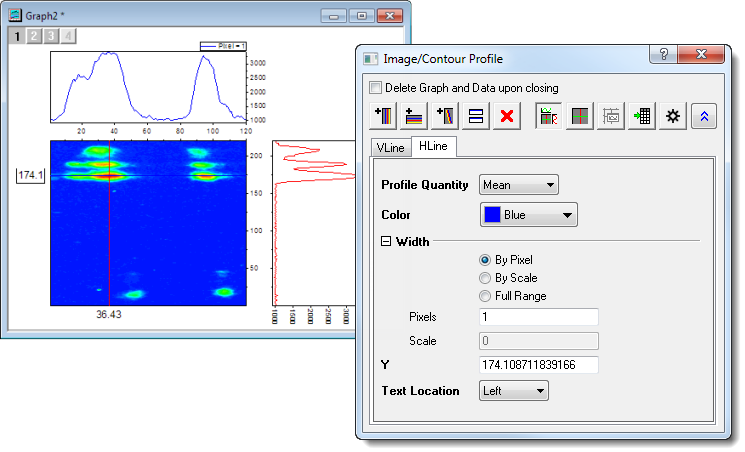 Graph2 *
1 2 3 4
Pixel = 1
3000
2500
2000
1500
1000
20 40 60 80 100 120
200
150
100
50
174.1
36.43
1000 1500 2000 2500 3000
Image/Contour Profile
Delete Graph and Data upon closing
VLine HLine
Profile Quantity Mean
Color Blue
Width
By Pixel
By Scale
Full Range
Pixels 1
Scale 0
Y 174.108711839166
Text Location Left